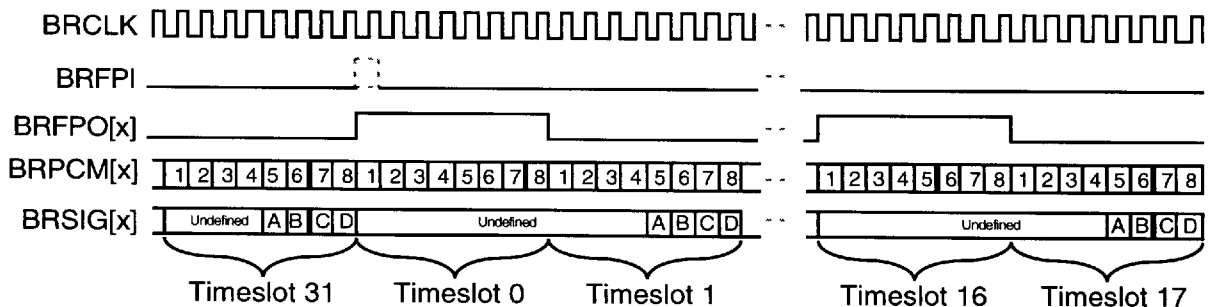 BRCLK
BRFPI
BRFPO[x]
BRPCM[x] 1 2 3 4 5 6 7 8 1 2 3 4 5 6 7 8 1 2 3 4 5 6 7 8 1 2 3 4 5 6 7 8 1 2 3 4 5 6 7 8
BRSIG[x] Undefined A B C D Undefined A B C D Undefined A B C D
Timeslot 31 Timeslot 0 Timeslot 1 Timeslot 16 Timeslot 17